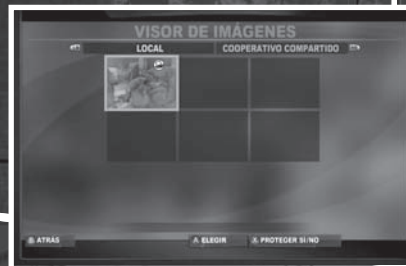 VISOR DE IMÁGENES
LOCAL COOPERATIVO COMPARTIDO
ATRÁS ELEGIR PROTEGER SÍ/NO